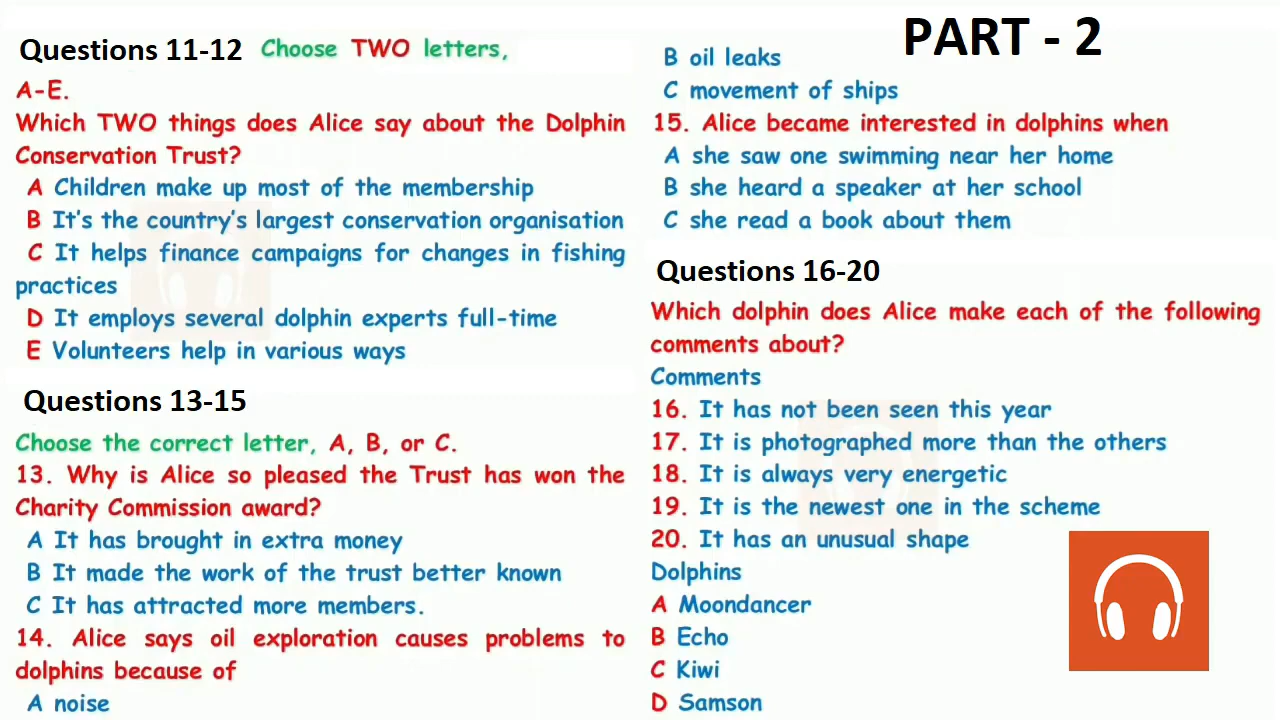 PART - 2
Questions 11-12 Choose TWO letters,
A-E.
Which TWO things does Alice say about the Dolphin
Conservation Trust?
A Children make up most of the membership
B It's the country's largest conservation organisation
C It helps finance campaigns for changes in fishing
practices
D It employs several dolphin experts full-time
E Volunteers help in various ways
Questions 13-15
Choose the correct letter, A, B, or C.
13. Why is Alice so pleased the Trust has won the
Charity Commission award?
A It has brought in extra money
B It made the work of the trust better known
C It has attracted more members.
14. Alice says oil exploration causes problems to
dolphins because of
A noise
B oil leaks
C movement of ships
15. Alice became interested in dolphins when
A she saw one swimming near her home
B she heard a speaker at her school
C she read a book about them
Questions 16-20
Which dolphin does Alice make each of the following
comments about?
Comments
16. It has not been seen this year
17. It is photographed more than the others
18. It is always very energetic
19. It is the newest one in the scheme
20. It has an unusual shape
Dolphins
A Moondancer
B Echo
C Kiwi
D Samson